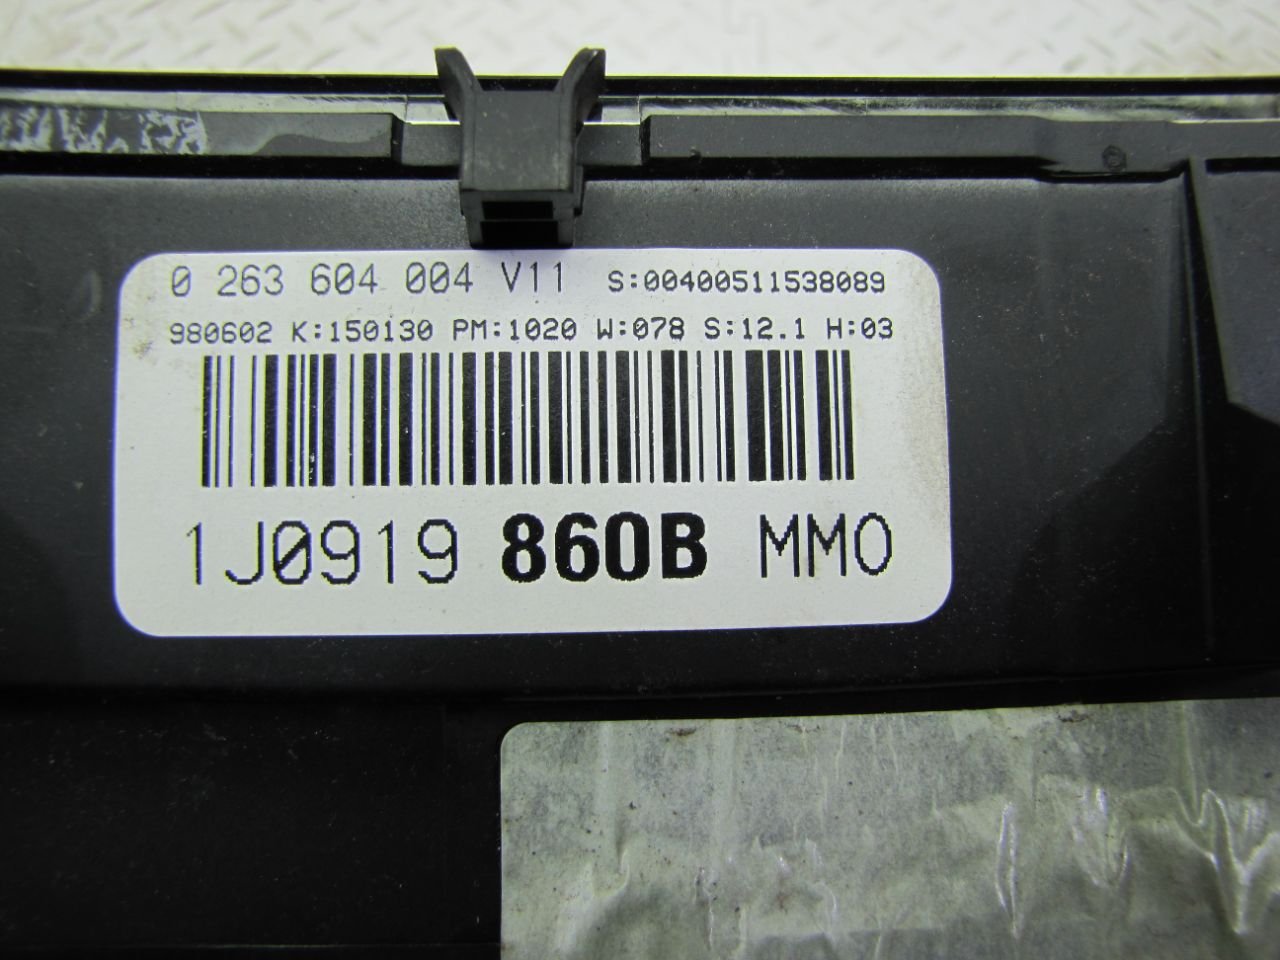 0 263 604 004 V11 S:00400511538089
980602 K:150130 PM:1020 W:078 S:12.1 H:03
1J0919 860B MMO